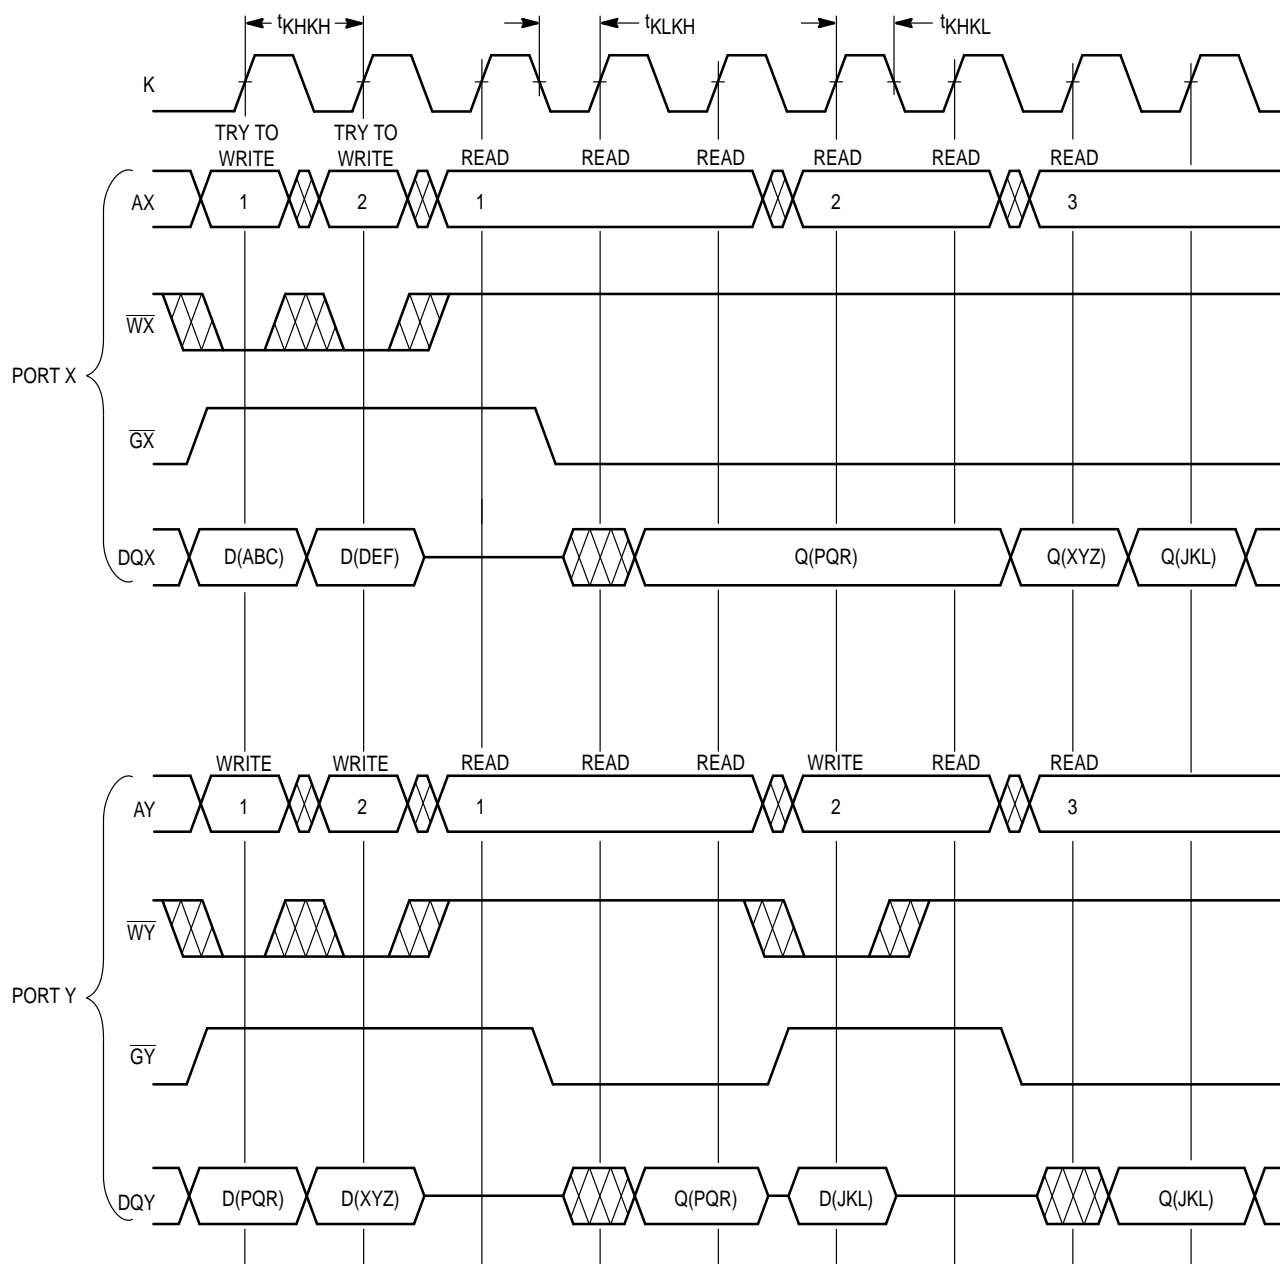 tKHKH tKLKH tKHKL
K
TRY TO TRY TO
WRITE WRITE READ READ READ READ READ READ
AX 1 2 1 2 3
WX
PORT X
GX
DQX D(ABC) D(DEF) Q(PQR) Q(XYZ) Q(JKL)
WRITE WRITE READ READ READ WRITE READ READ
AY 1 2 1 2 3
WY
PORT Y
GY
DQY D(PQR) D(XYZ) Q(PQR) D(JKL) Q(JKL)